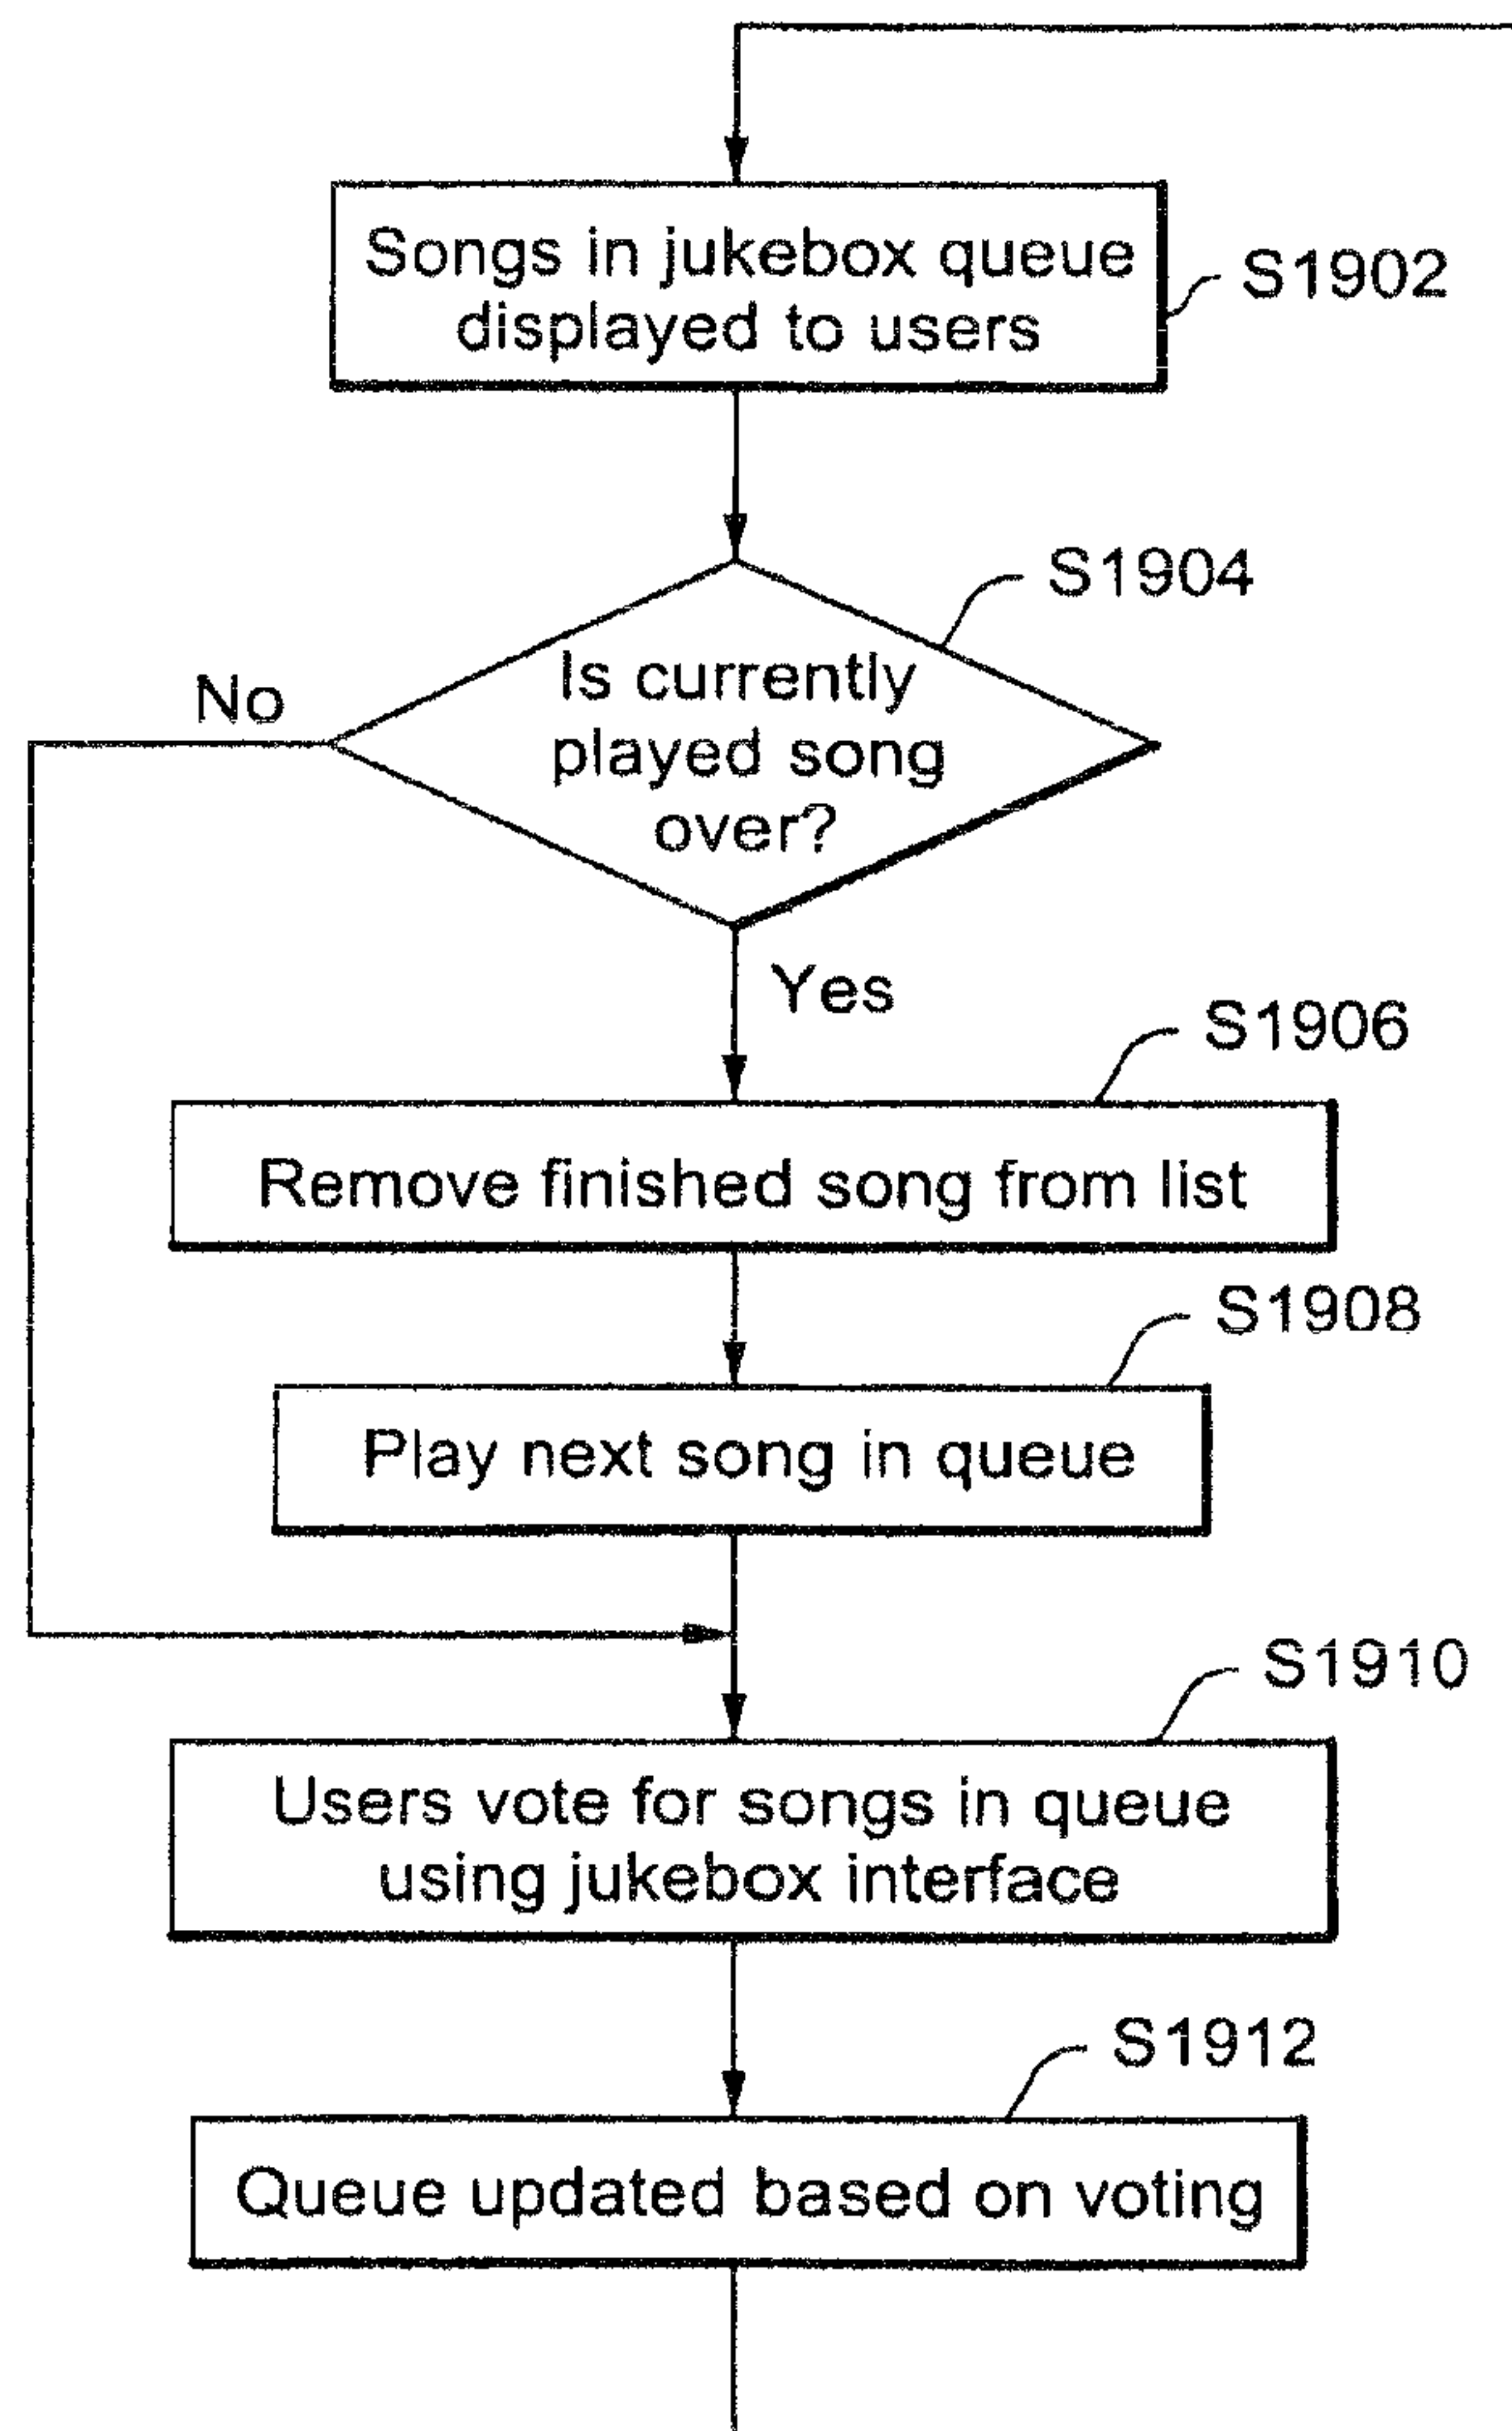 Songs in jukebox queue
displayed to users
S1902
S1904
Is currently
played song
over?
No
Yes
S1906
Remove finished song from list
S1908
Play next song in queue
S1910
Users vote for songs in queue
using jukebox interface
S1912
Queue updated based on voting